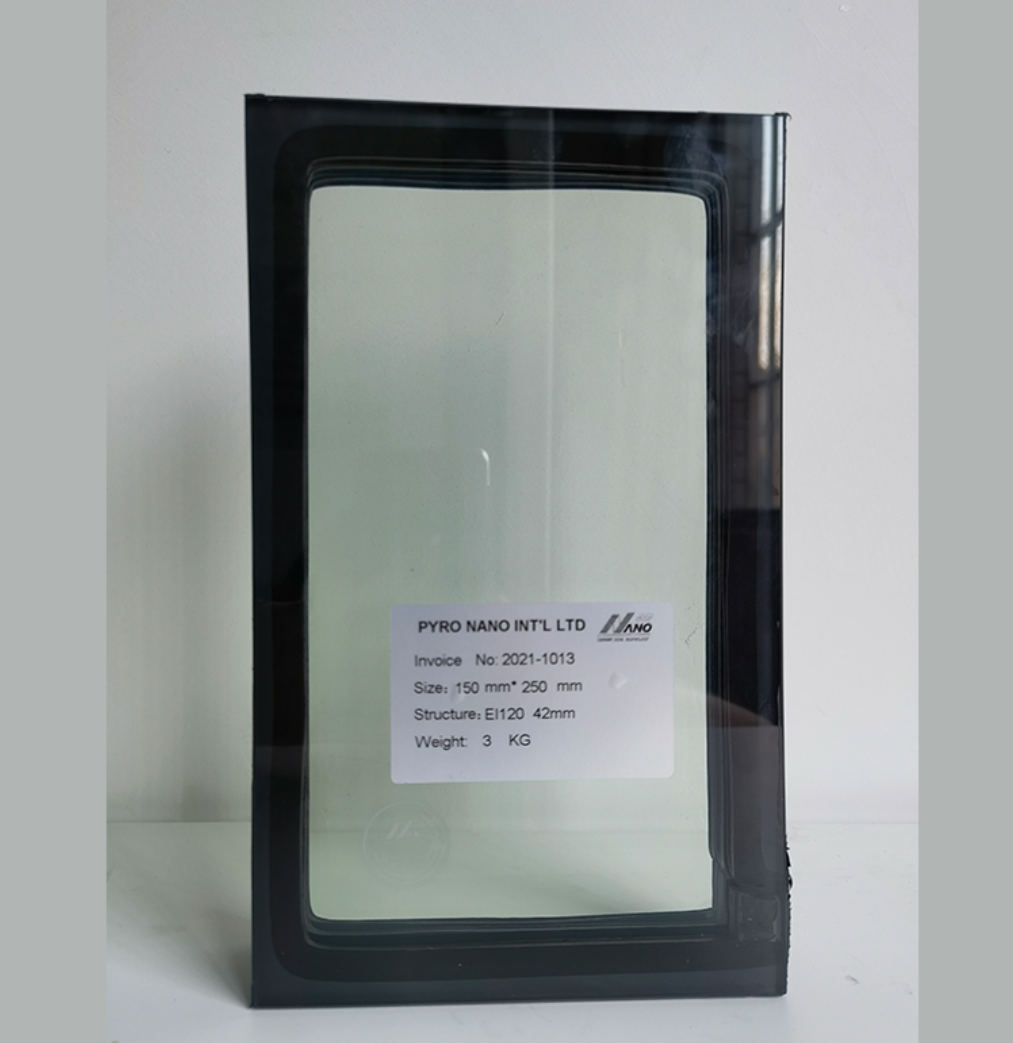 PYRO NANO INT'L LTD
NANO
Invoice No: 2021-1013
Size: 150 mm* 250 mm
Structure: EI120 42mm
Weight: 3 KG